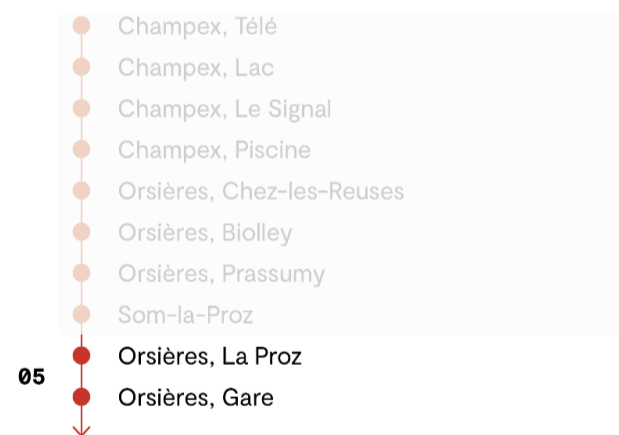 Champex, Télé
Champex, Lac
Champex, Le Signal
Champex, Piscine
Orsières, Chez-les-Reuses
Orsières, Biolley
Orsières, Prassumy
Som-la-Proz
Orsières, La Proz
05
Orsières, Gare